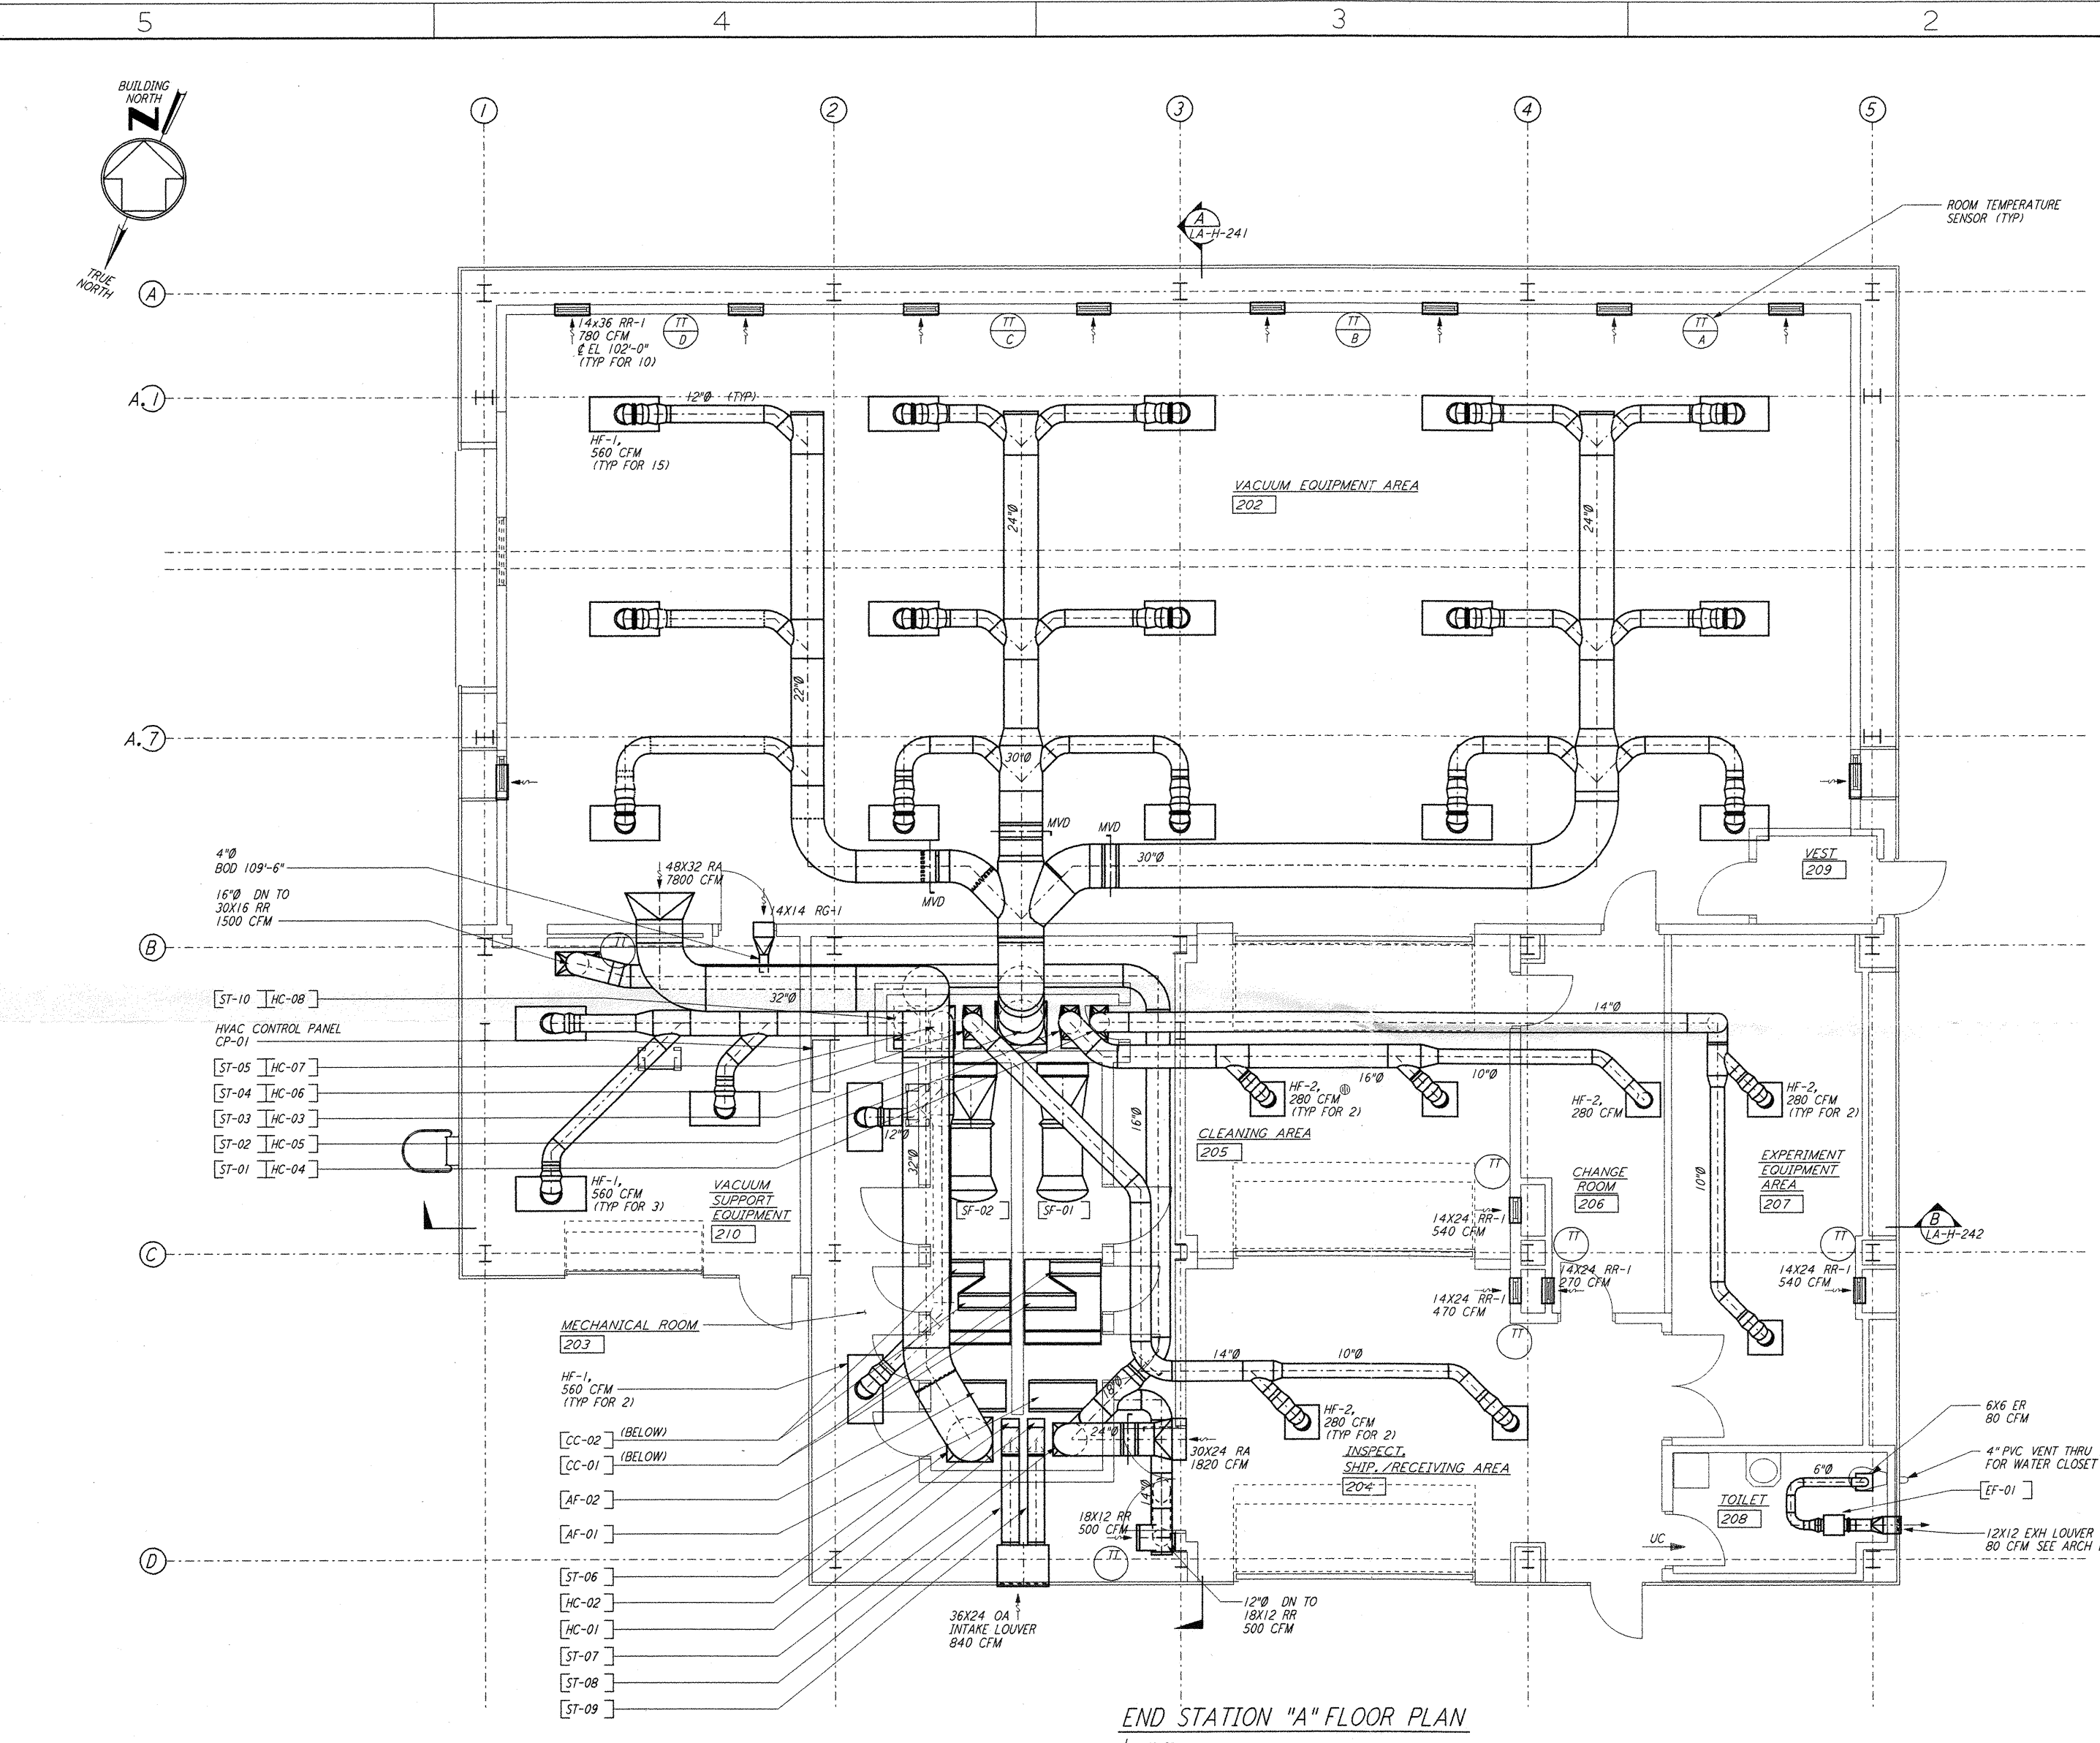 5
4
3
2
BUILDING
NORTH
N
TRUE
NORTH
1
2
3
4
5
A
LA-H-241
ROOM TEMPERATURE
SENSOR (TYP)
A
14x36 RR-1
780 CFM
℄ EL 102'-0"
(TYP FOR 10)
TT
D
TT
C
TT
B
TT
A
A.1
12"Ø (TYP)
HF-1,
560 CFM
(TYP FOR 15)
VACUUM EQUIPMENT AREA
202
24"Ø
24"Ø
22"Ø
A.7
30"Ø
MVD
MVD
30"Ø
MVD
4"Ø
BOD 109'-6"
16"Ø DN TO
30X16 RR
1500 CFM
48X32 RA
7800 CFM
14X14 RG-1
VEST
209
B
TT
32"Ø
14"Ø
ST-10 HC-08
HVAC CONTROL PANEL
CP-01
ST-05 HC-07
ST-04 HC-06
ST-03 HC-03
ST-02 HC-05
ST-01 HC-04
12"Ø
32"Ø
16"Ø
HF-2,
280 CFM
(TYP FOR 2)
16"Ø
10"Ø
HF-2,
280 CFM
HF-2,
280 CFM
(TYP FOR 2)
CLEANING AREA
205
10"Ø
HF-1,
560 CFM
(TYP FOR 3)
VACUUM
SUPPORT
EQUIPMENT
210
SF-02
SF-01
TT
CHANGE
ROOM
206
EXPERIMENT
EQUIPMENT
AREA
207
14X24 RR-1
540 CFM
TT
TT
B
LA-H-242
C
14X24 RR-1
270 CFM
14X24 RR-1
540 CFM
14X24 RR-1
470 CFM
TT
MECHANICAL ROOM
203
HF-1,
560 CFM
(TYP FOR 2)
14"Ø
10"Ø
18"Ø
CC-02 (BELOW)
CC-01 (BELOW)
AF-02
AF-01
24"Ø
30X24 RA
1820 CFM
HF-2,
280 CFM
(TYP FOR 2)
INSPECT.
SHIP./RECEIVING AREA
204
14"Ø
18X12 RR
500 CFM
TT
6X6 ER
80 CFM
4" PVC VENT THRU
FOR WATER CLOSET
EF-01
6"Ø
TOILET
208
UC
12X12 EXH LOUVER
80 CFM SEE ARCH
D
ST-06
HC-02
HC-01
ST-07
ST-08
ST-09
36X24 OA
INTAKE LOUVER
840 CFM
12"Ø DN TO
18X12 RR
500 CFM
END STATION "A" FLOOR PLAN